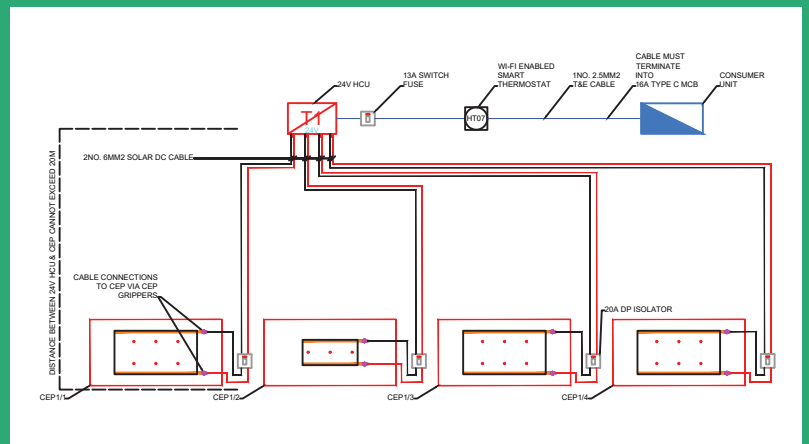 24V HCU
13A SWITCH
FUSE
WI-FI ENABLED
SMART
THERMOSTAT
1NO. 2.5MM2
T&E CABLE
CABLE MUST
TERMINATE
INTO
16A TYPE C MCB
CONSUMER
UNIT
T1
24V
HT07
2NO. 6MM2 SOLAR DC CABLE
DISTANCE BETWEEN 24V HCU & CEP CANNOT EXCEED 20M
CABLE CONNECTIONS
TO CEP VIA CEP
GRIPPERS
20A DP ISOLATOR
CEP1/1
CEP1/2
CEP1/3
CEP1/4